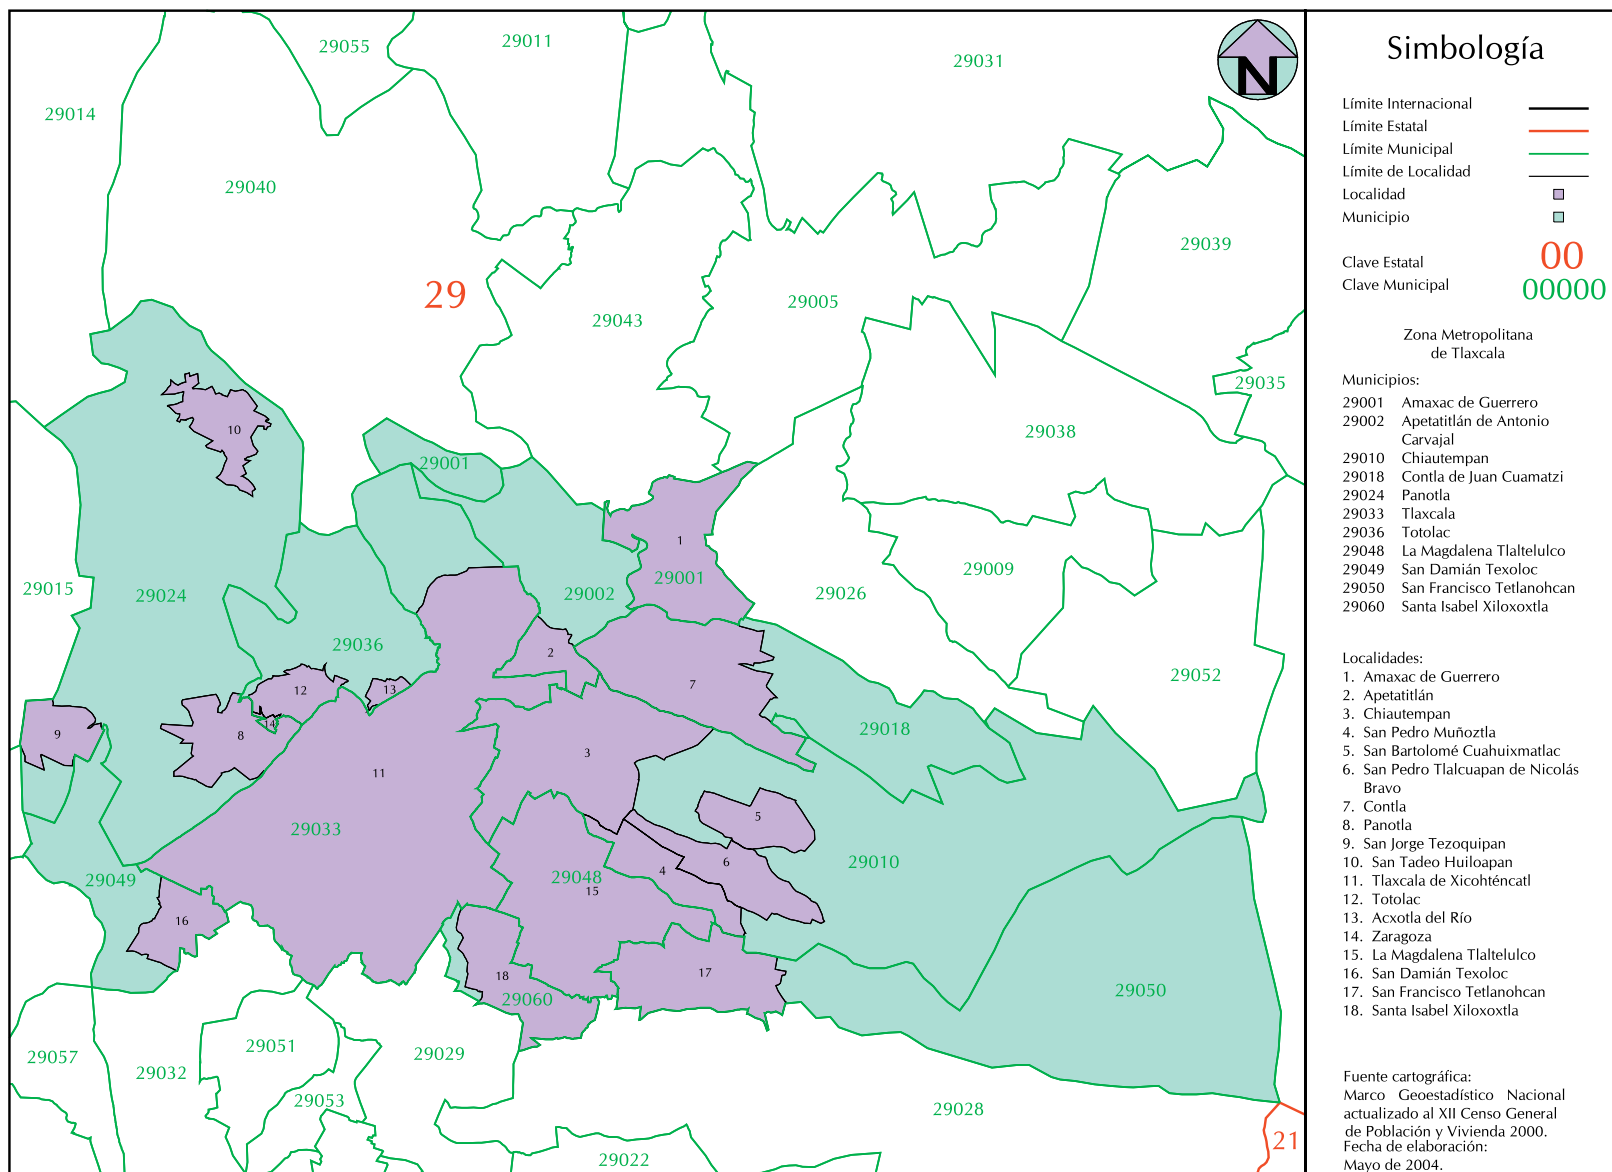 29055
29011
29031
29014
29040
29039
29
29005
29043
29035
29038
10
29001
1
29001
29009
29015
29024
29002
29026
29036
2
29052
12
13
7
14
9
8
29018
3
11
5
29033
6
29010
4
29048
29049
15
16
17
18
29060
29050
29051
29029
29057
29032
29053
29028
21
29022
N
Simbología
Límite Internacional
Límite Estatal
Límite Municipal
Límite de Localidad
Localidad
Municipio
Clave Estatal 00
Clave Municipal 00000
Zona Metropolitana
de Tlaxcala
Municipios:
29001 Amaxac de Guerrero
29002 Apetatitlán de Antonio
Carvajal
29010 Chiautempan
29018 Contla de Juan Cuamatzi
29024 Panotla
29033 Tlaxcala
29036 Totolac
29048 La Magdalena Tlaltelulco
29049 San Damián Texoloc
29050 San Francisco Tetlanohcan
29060 Santa Isabel Xiloxoxtla
Localidades:
1. Amaxac de Guerrero
2. Apetatitlán
3. Chiautempan
4. San Pedro Muñoztla
5. San Bartolomé Cuahuixmatlac
6. San Pedro Tlalcuapan de Nicolás
Bravo
7. Contla
8. Panotla
9. San Jorge Tezoquipan
10. San Tadeo Huiloapan
11. Tlaxcala de Xicohténcatl
12. Totolac
13. Acxotla del Río
14. Zaragoza
15. La Magdalena Tlaltelulco
16. San Damián Texoloc
17. San Francisco Tetlanohcan
18. Santa Isabel Xiloxoxtla
Fuente cartográfica:
Marco Geoestadístico Nacional
actualizado al XII Censo General
de Población y Vivienda 2000.
Fecha de elaboración:
Mayo de 2004.